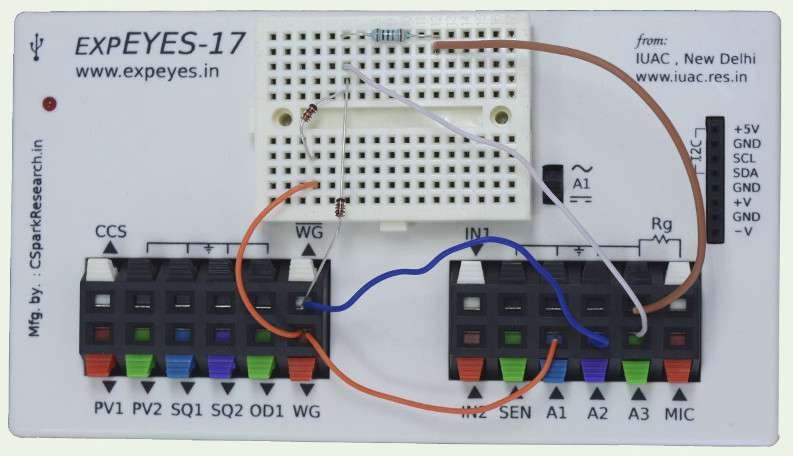 EXPEYES-17
www.expeyes.in
from:
IUAC , New Delhi
www.iuac.res.in
Mfg. by. : CSparkResearch.in
I2C
+5V
GND
SCL
SDA
GND
+V
GND
−V
A1
Rg
CCS
WG
IN1
PV1 PV2 SQ1 SQ2 OD1 WG
IN2 SEN A1 A2 A3 MIC